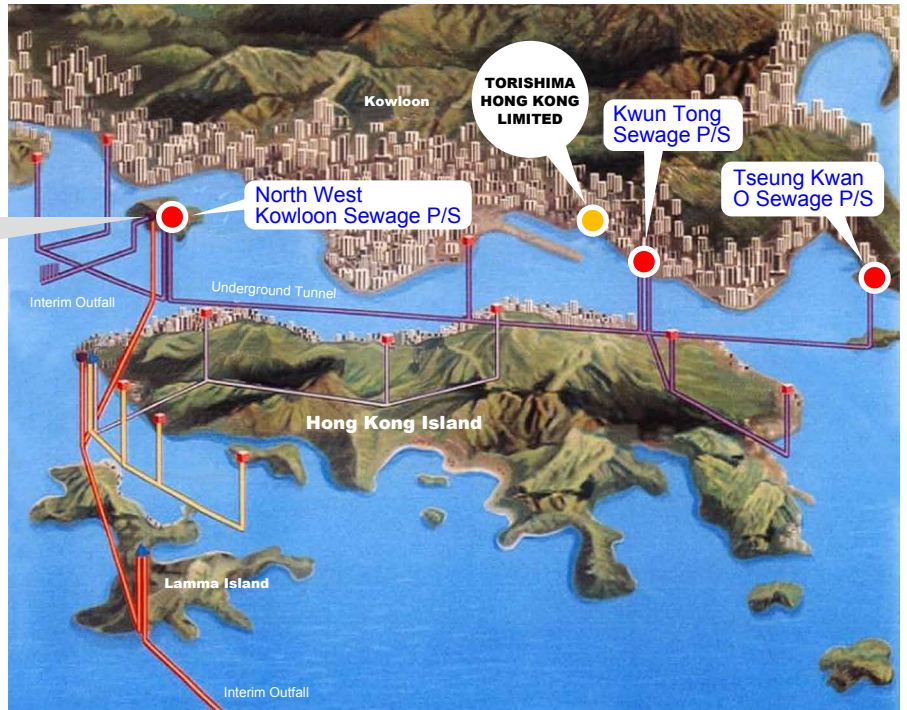 Kowloon
TORISHIMA
HONG KONG
LIMITED
Kwun Tong
Sewage P/S
Tseung Kwan
O Sewage P/S
North West
Kowloon Sewage P/S
Interim Outfall
Underground Tunnel
Hong Kong Island
Lamma Island
Interim Outfall